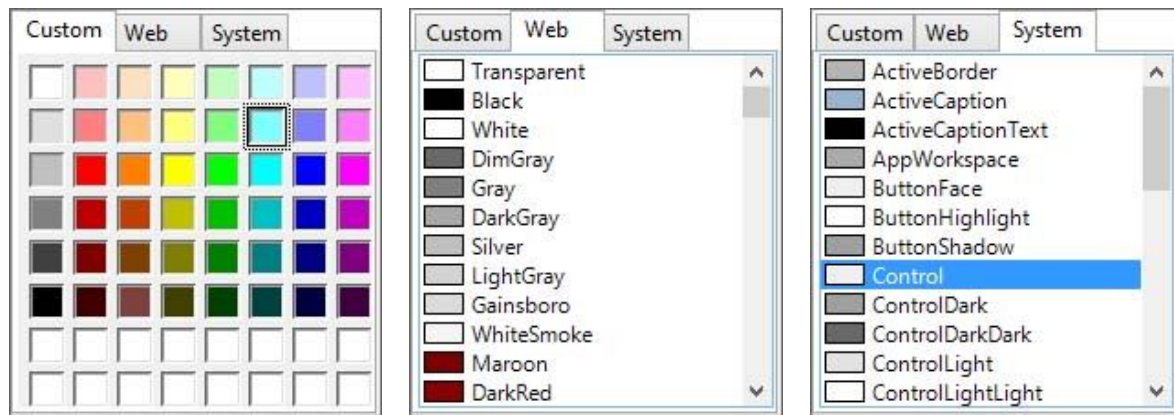 Custom Web System
Custom Web System
Transparent
Black
White
DimGray
Gray
DarkGray
Silver
LightGray
Gainsboro
WhiteSmoke
Maroon
DarkRed
Custom Web System
ActiveBorder
ActiveCaption
ActiveCaptionText
AppWorkspace
ButtonFace
ButtonHighlight
ButtonShadow
Control
ControlDark
ControlDarkDark
ControlLight
ControlLightLight